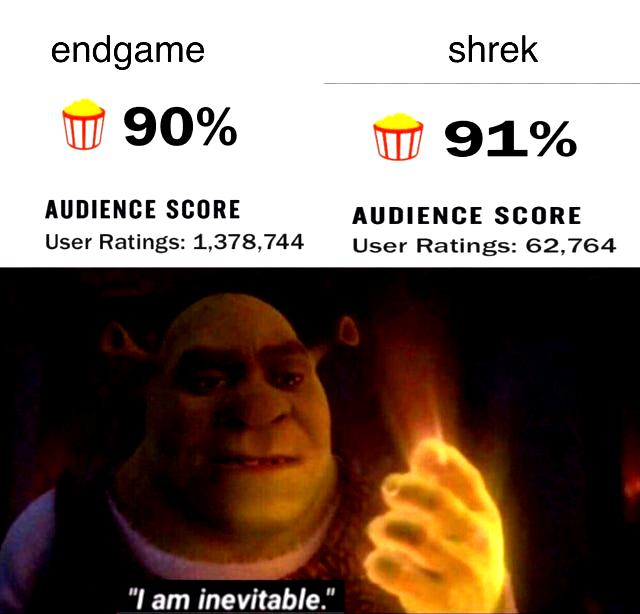 endgame
90%
AUDIENCE SCORE
User Ratings: 1,378,744
shrek
91%
AUDIENCE SCORE
User Ratings: 62,764
"I am inevitable."